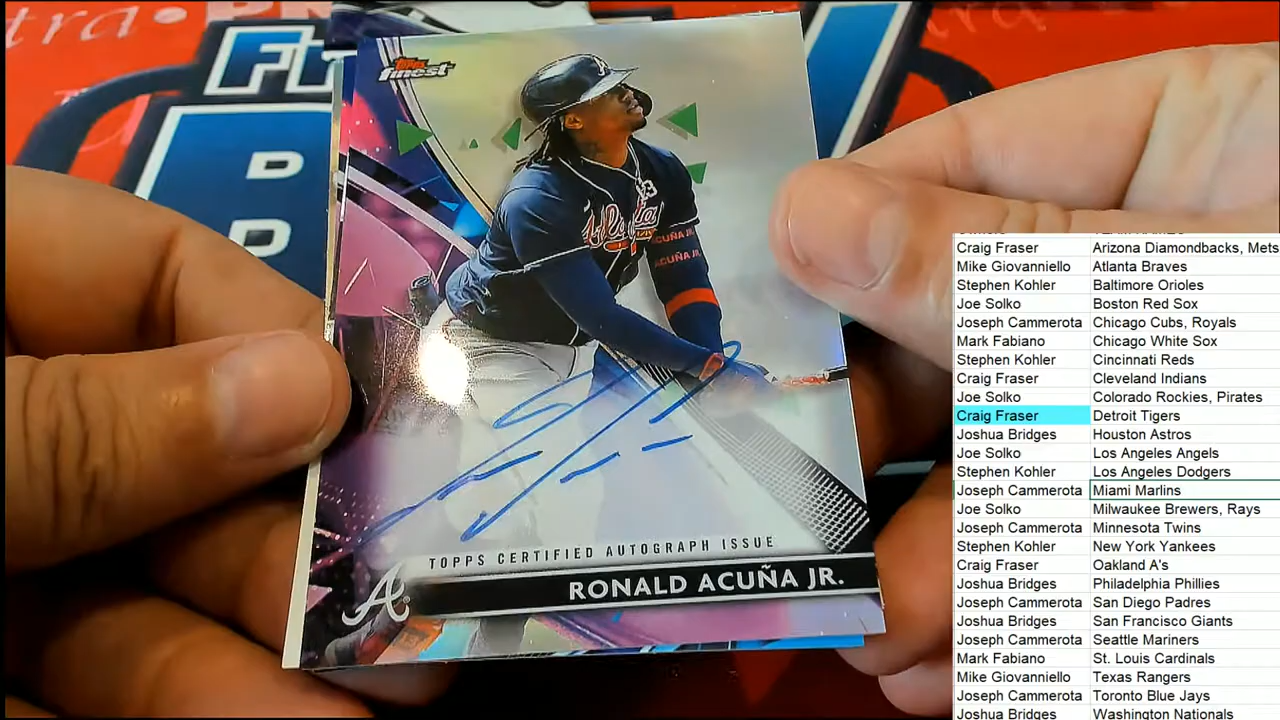 tra • PR
Topps
finest
A
Atlanta
ACUÑA JR.
ACUÑA JR.
TOPPS CERTIFIED AUTOGRAPH ISSUE
A
RONALD ACUÑA JR.
Craig Fraser Arizona Diamondbacks, Mets
Mike Giovanniello Atlanta Braves
Stephen Kohler Baltimore Orioles
Joe Solko Boston Red Sox
Joseph Cammerota Chicago Cubs, Royals
Mark Fabiano Chicago White Sox
Stephen Kohler Cincinnati Reds
Craig Fraser Cleveland Indians
Joe Solko Colorado Rockies, Pirates
Craig Fraser Detroit Tigers
Joshua Bridges Houston Astros
Joe Solko Los Angeles Angels
Stephen Kohler Los Angeles Dodgers
Joseph Cammerota Miami Marlins
Joe Solko Milwaukee Brewers, Rays
Joseph Cammerota Minnesota Twins
Stephen Kohler New York Yankees
Craig Fraser Oakland A's
Joshua Bridges Philadelphia Phillies
Joseph Cammerota San Diego Padres
Joshua Bridges San Francisco Giants
Joseph Cammerota Seattle Mariners
Mark Fabiano St. Louis Cardinals
Mike Giovanniello Texas Rangers
Joseph Cammerota Toronto Blue Jays
Joshua Bridges Washington Nationals